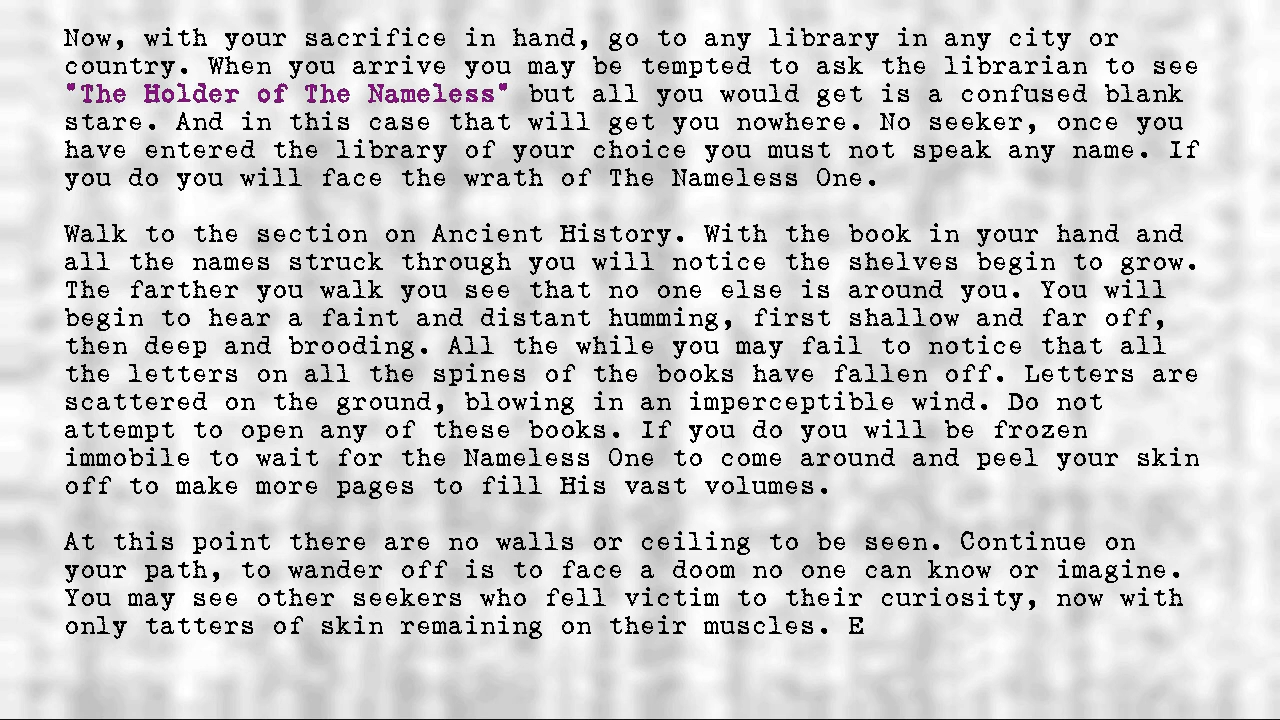 Now, with your sacrifice in hand, go to any library in any city or
country. When you arrive you may be tempted to ask the librarian to see
"The Holder of The Nameless" but all you would get is a confused blank
stare. And in this case that will get you nowhere. No seeker, once you
have entered the library of your choice you must not speak any name. If
you do you will face the wrath of The Nameless One.

Walk to the section on Ancient History. With the book in your hand and
all the names struck through you will notice the shelves begin to grow.
The farther you walk you see that no one else is around you. You will
begin to hear a faint and distant humming, first shallow and far off,
then deep and brooding. All the while you may fail to notice that all
the letters on all the spines of the books have fallen off. Letters are
scattered on the ground, blowing in an imperceptible wind. Do not
attempt to open any of these books. If you do you will be frozen
immobile to wait for the Nameless One to come around and peel your skin
off to make more pages to fill His vast volumes.

At this point there are no walls or ceiling to be seen. Continue on
your path, to wander off is to face a doom no one can know or imagine.
You may see other seekers who fell victim to their curiosity, now with
only tatters of skin remaining on their muscles. E